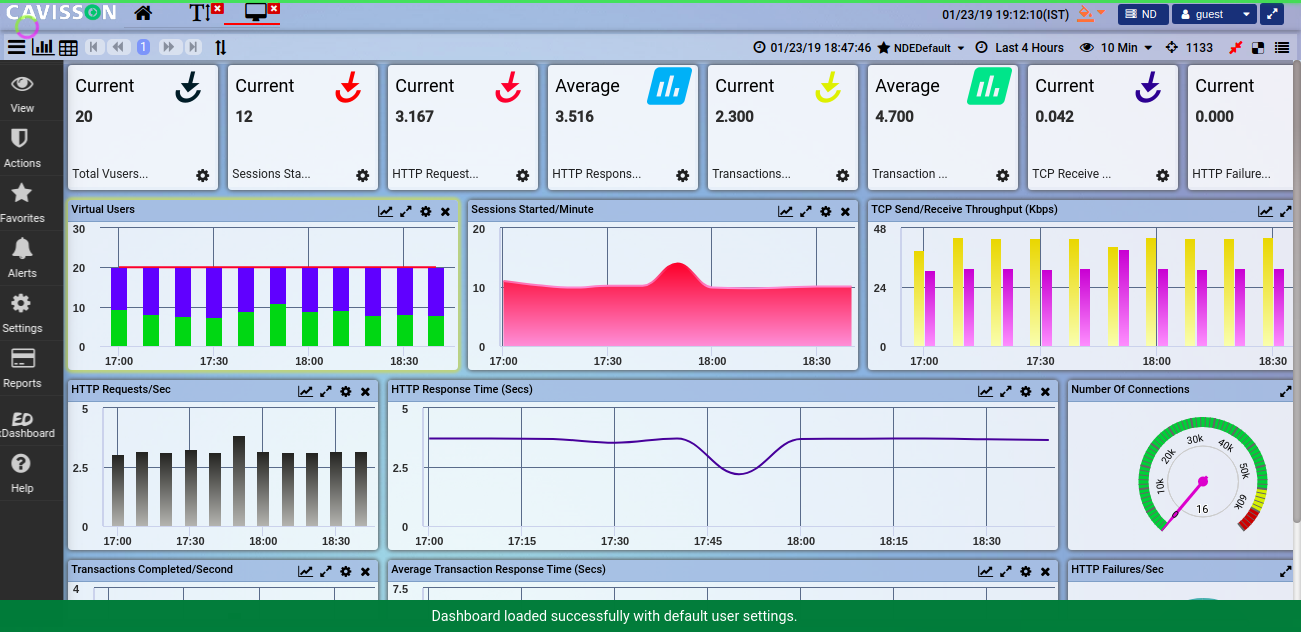 CAVISSON
T
01/23/19 19:12:10(IST)
ND
guest
1
01/23/19 18:47:46
NDEDefault
Last 4 Hours
10 Min
1133
View
Actions
Favorites
Alerts
Settings
Reports
ED
Dashboard
Help
Current
20
Total Vusers...
Current
12
Sessions Sta...
Current
3.167
HTTP Request...
Average
3.516
HTTP Respons...
Current
2.300
Transactions...
Average
4.700
Transaction ...
Current
0.042
TCP Receive ...
Current
0.000
HTTP Failure...
Virtual Users
30
20
10
0
17:00 17:30 18:00 18:30
Sessions Started/Minute
20
10
0
17:00 17:30 18:00 18:30
TCP Send/Receive Throughput (Kbps)
48
24
0
17:00 17:30 18:00 18:30
HTTP Requests/Sec
5
2.5
0
17:00 17:30 18:00 18:30
HTTP Response Time (Secs)
5
2.5
0
17:00 17:15 17:30 17:45 18:00 18:15 18:30
Number Of Connections
10k 20k 30k 40k 50k 60k
16
Transactions Completed/Second
4
Average Transaction Response Time (Secs)
7.5
HTTP Failures/Sec
Dashboard loaded successfully with default user settings.